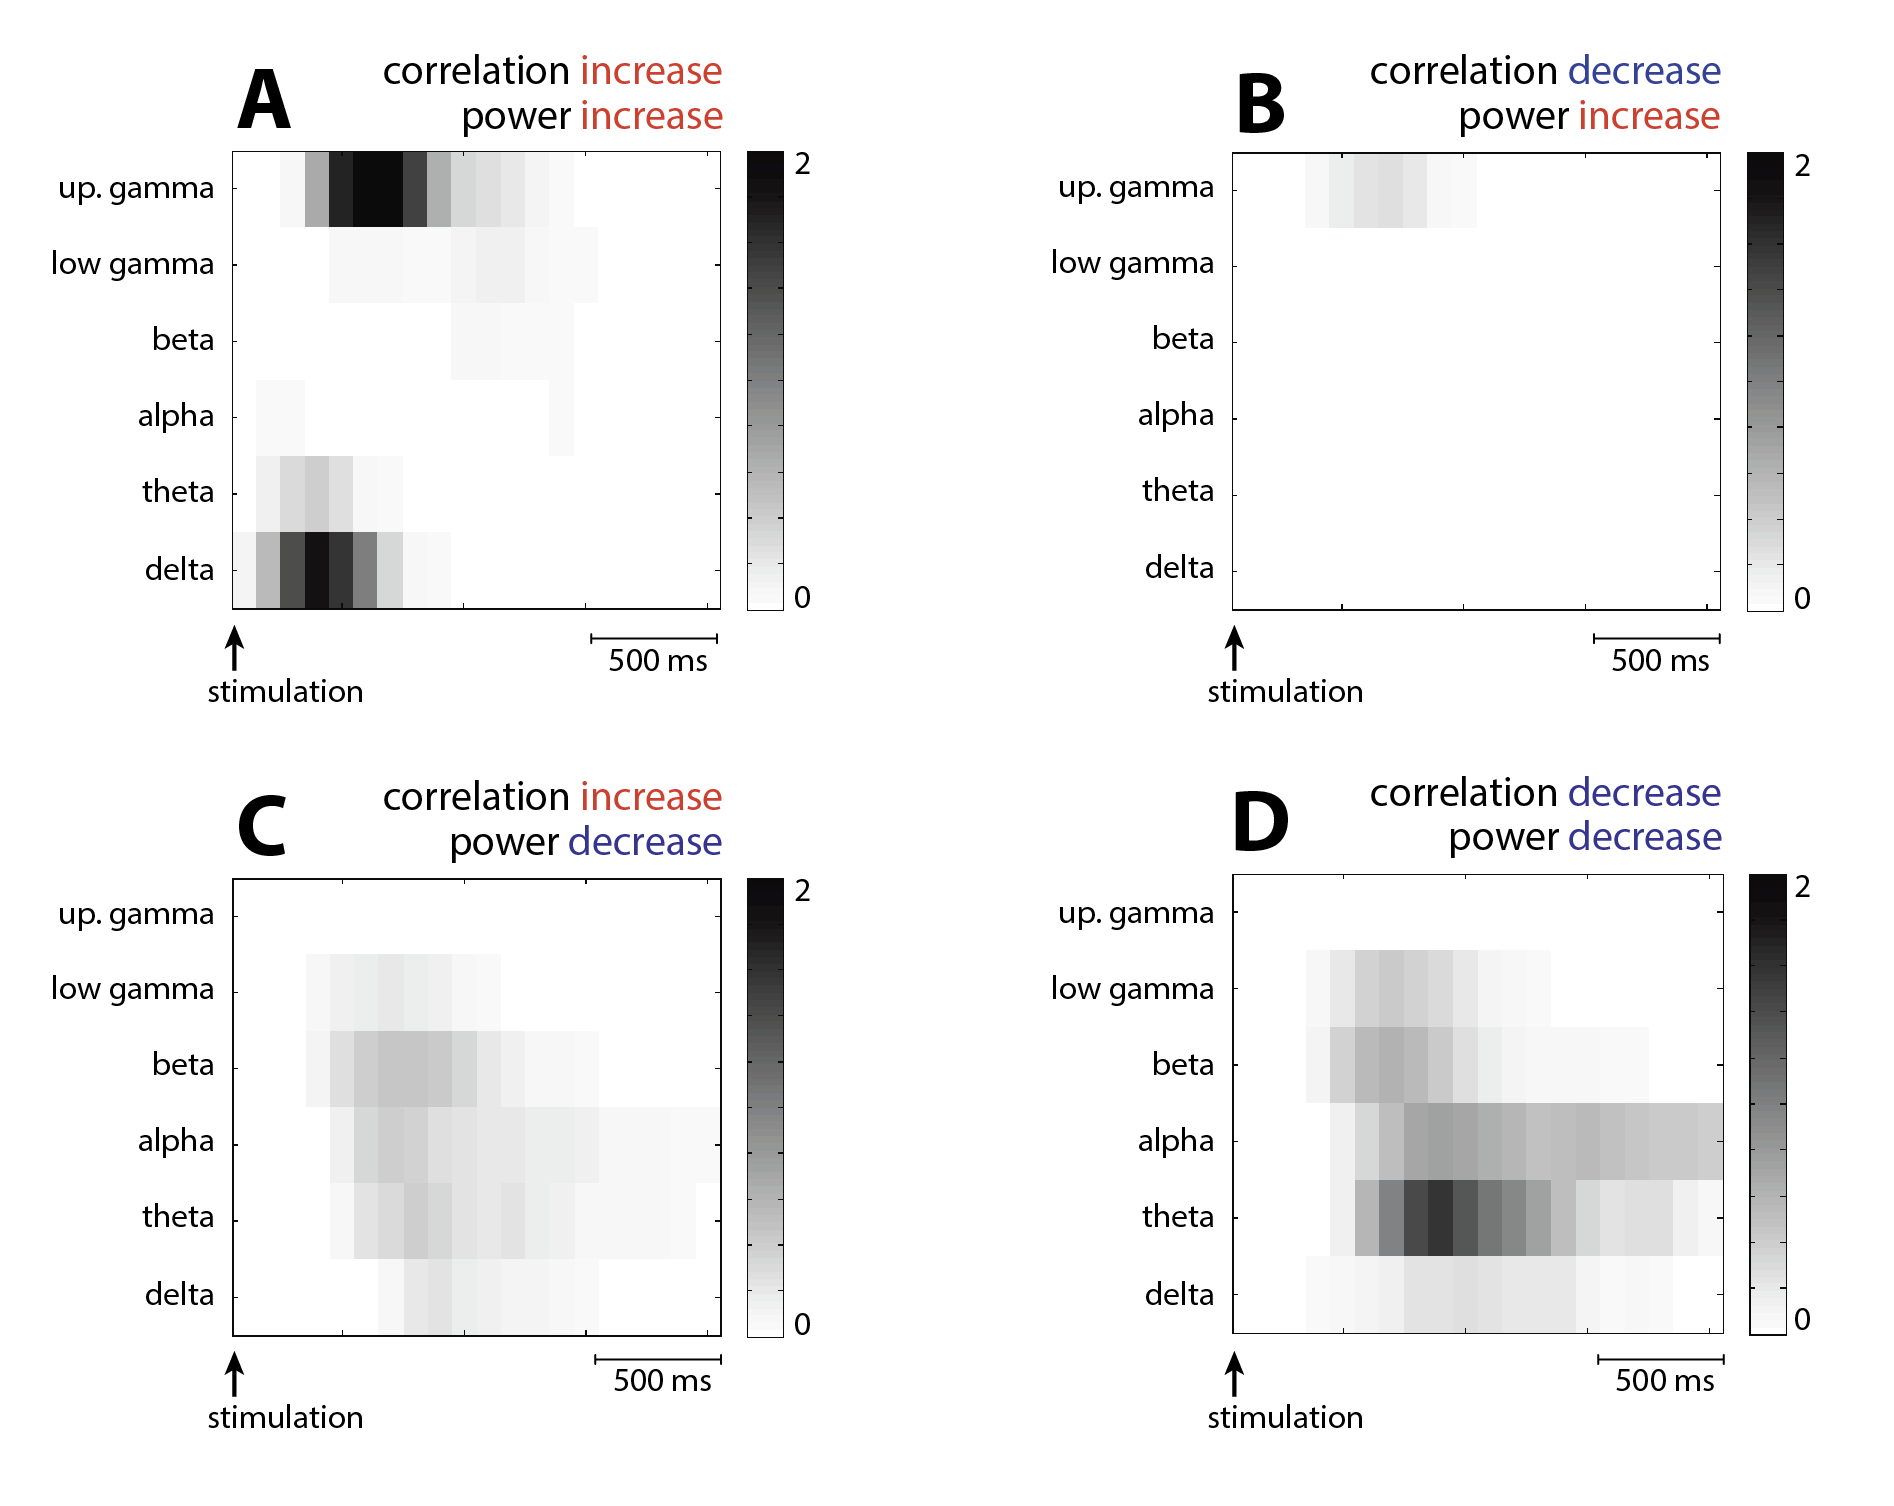 A
correlation increase
power increase
up. gamma
low gamma
beta
alpha
theta
delta
2
0
500 ms
stimulation
B
correlation decrease
power increase
up. gamma
low gamma
beta
alpha
theta
delta
2
0
500 ms
stimulation
C
correlation increase
power decrease
up. gamma
low gamma
beta
alpha
theta
delta
2
0
500 ms
stimulation
D
correlation decrease
power decrease
up. gamma
low gamma
beta
alpha
theta
delta
2
0
500 ms
stimulation